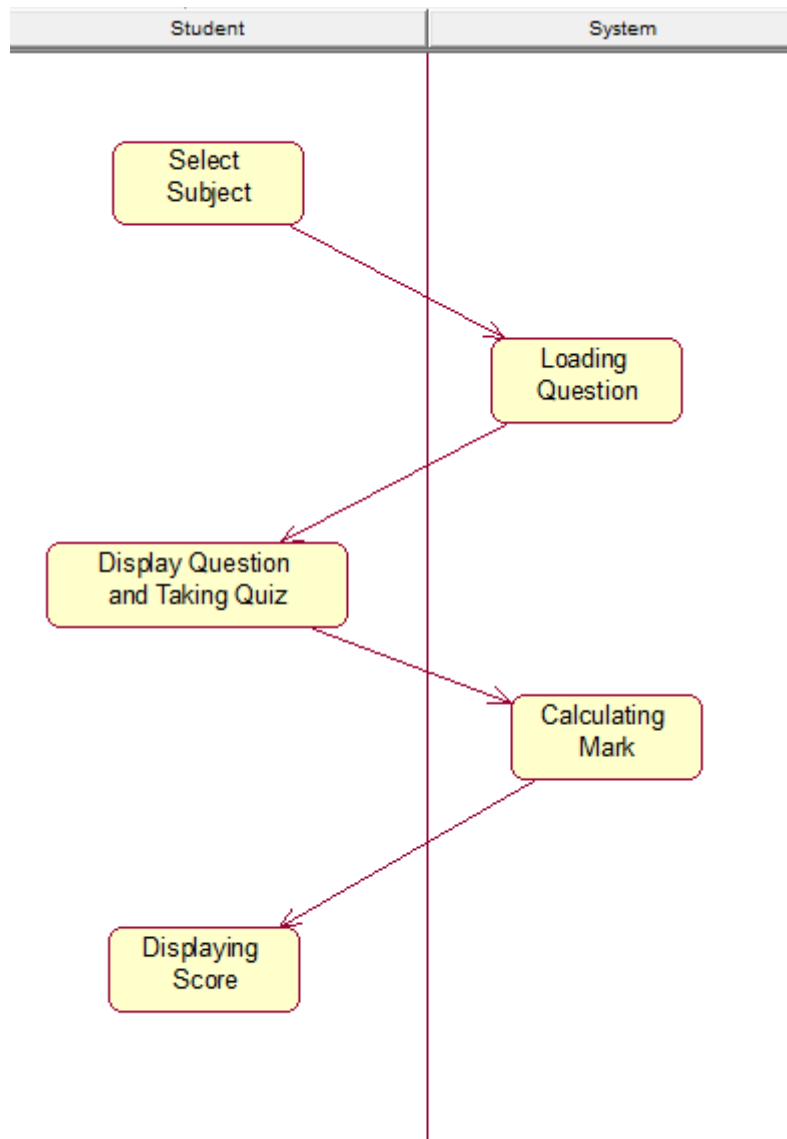 Student
System
Select
Subject
Loading
Question
Display Question
and Taking Quiz
Calculating
Mark
Displaying
Score